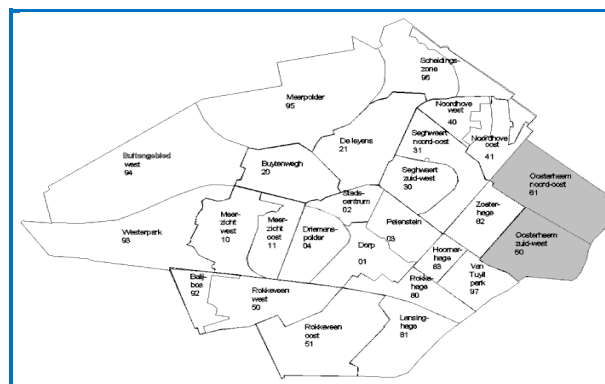 Scheidings-
zone
96
Meerpolder
95
Noordhove
west
40
Noordhove
oost
41
De leyens
21
Seghwaert
noord-oost
31
Buitengebied
west
94
Buytenwegh
20
Seghwaert
zuid-west
30
Oosterheem
noord-oost
61
Stads-
centrum
02
Zoeter-
hage
82
Westerpark
93
Meer-
zicht west
10
Meer-
zicht oost
11
Driemans-
polder
04
Palenstein
03
Dorp
01
Oosterheem
zuid-west
60
Hoorner-
hage
83
Van
Tuyll
park
97
Rokke-
hage
80
Balij-
bos
92
Rokkeveen
west
50
Lansing-
hage
81
Rokkeveen
oost
51